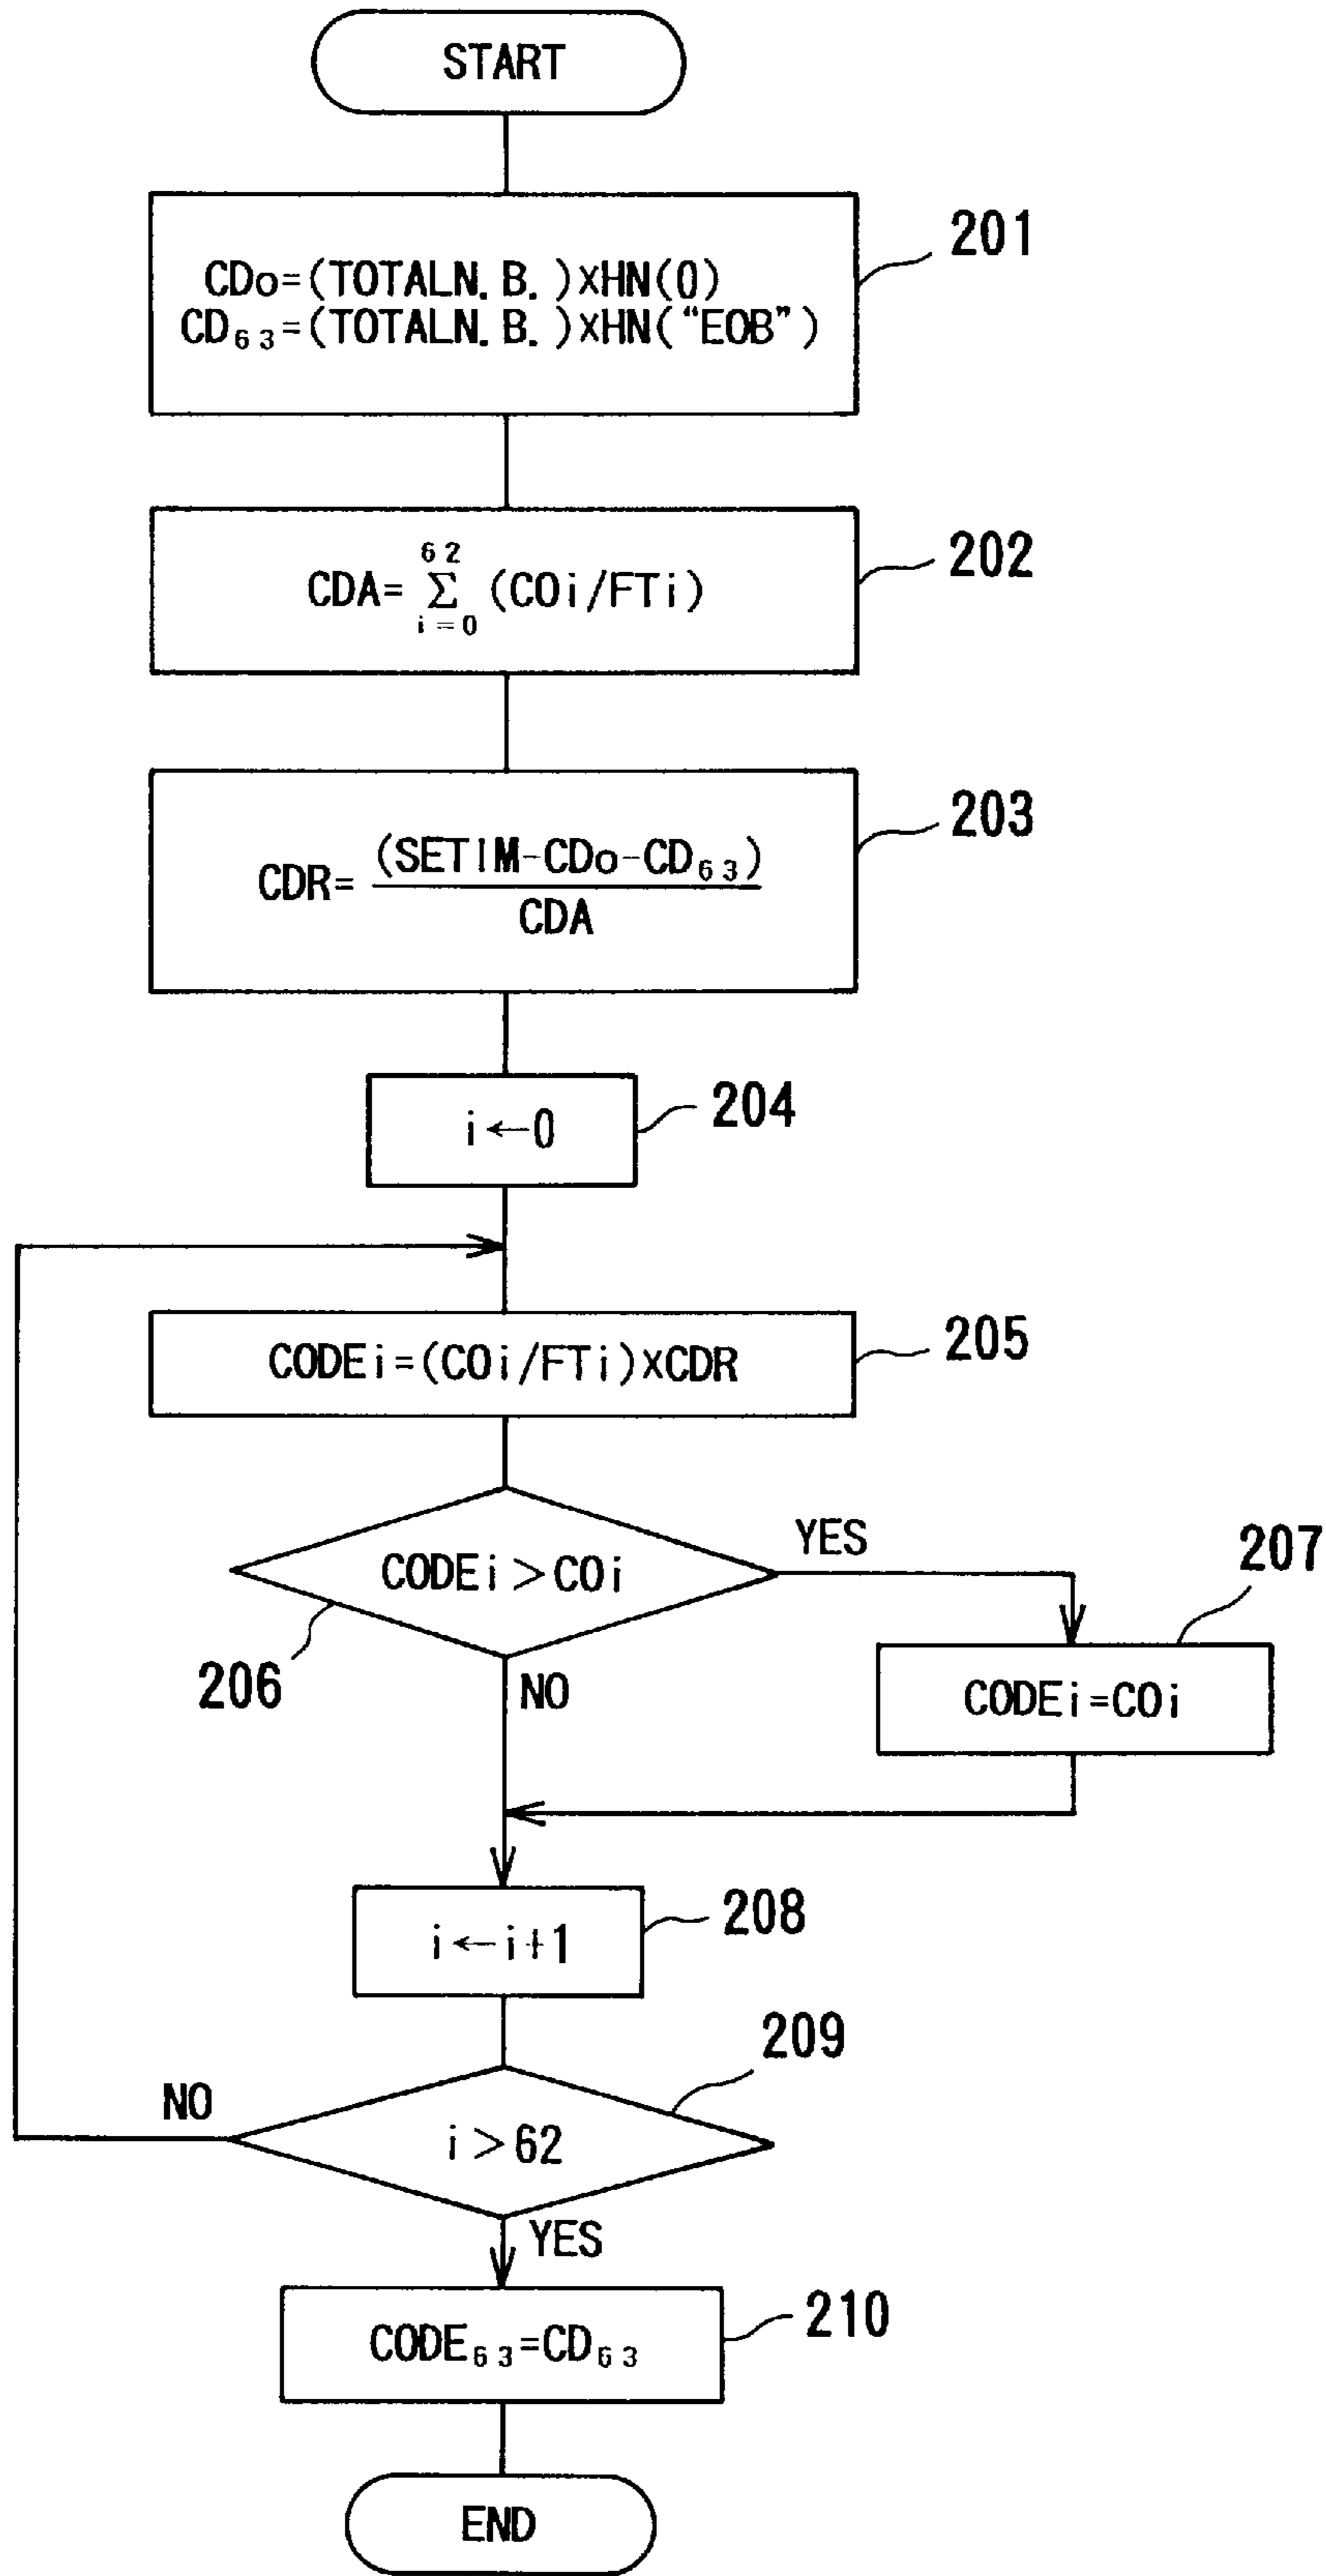 START
201
CDo=(TOTALN.B.)XHN(0)
CD₆₃=(TOTALN.B.)XHN("EOB")
202
CDA= 62 Σ i=0 (COi/FTi)
203
CDR= (SETIM-CDo-CD₆₃)
CDA
204
i←0
205
CODEi=(COi/FTi)XCDR
206
CODEi>COi
YES
NO
207
CODEi=COi
208
i←i+1
209
NO
i>62
YES
210
CODE₆₃=CD₆₃
END